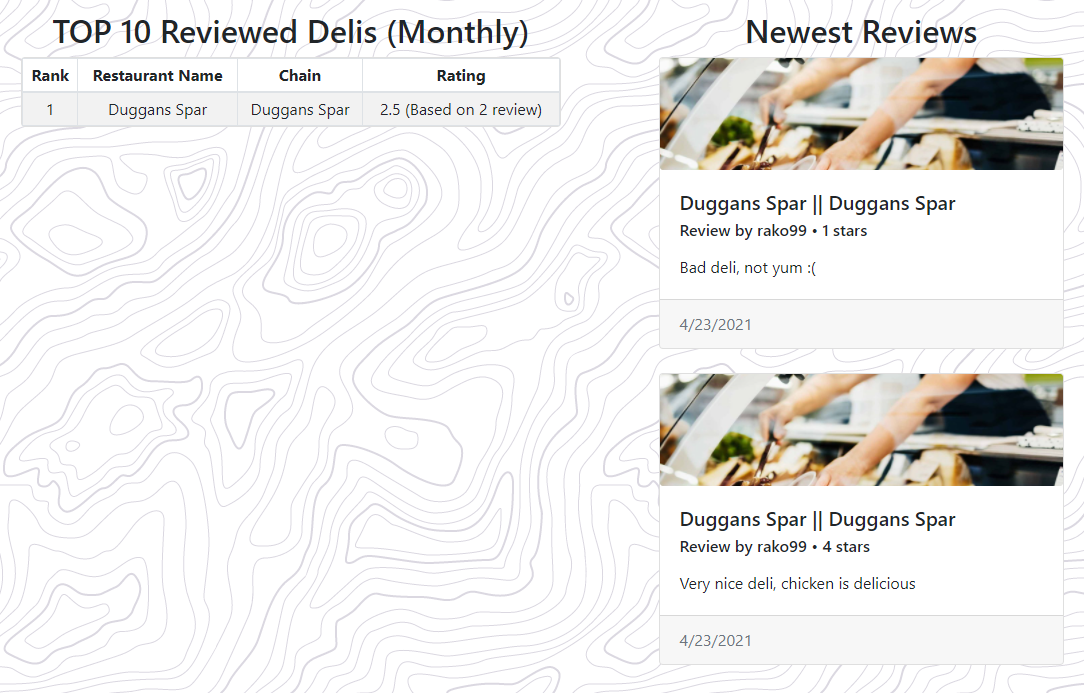 TOP 10 Reviewed Delis (Monthly)
Rank Restaurant Name Chain Rating
1 Duggans Spar Duggans Spar 2.5 (Based on 2 review)
Newest Reviews
Duggans Spar || Duggans Spar
Review by rako99 • 1 stars
Bad deli, not yum :(
4/23/2021
Duggans Spar || Duggans Spar
Review by rako99 • 4 stars
Very nice deli, chicken is delicious
4/23/2021